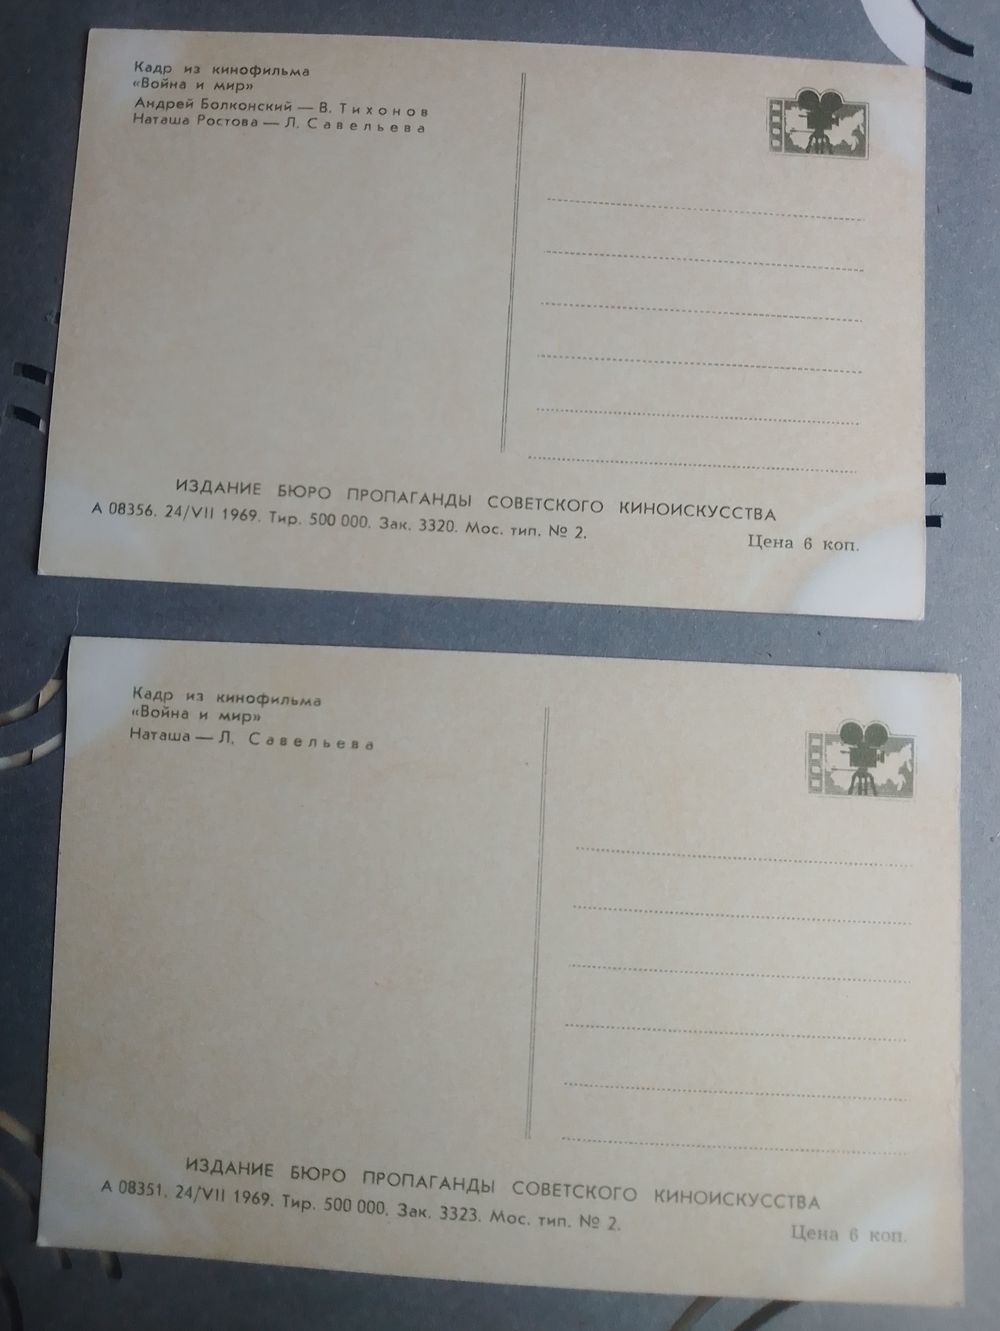 Кадр из кинофильма
«Война и мир»
Андрей Болконский — В. Тихонов
Наташа Ростова — Л. Савельева
ИЗДАНИЕ БЮРО ПРОПАГАНДЫ СОВЕТСКОГО КИНОИСКУССТВА
А 08356. 24/VII 1969. Тир. 500 000. Зак. 3320. Мос. тип. № 2.
Цена 6 коп.
Кадр из кинофильма
«Война и мир»
Наташа — Л. Савельева
ИЗДАНИЕ БЮРО ПРОПАГАНДЫ СОВЕТСКОГО КИНОИСКУССТВА
А 08351. 24/VII 1969. Тир. 500 000. Зак. 3323. Мос. тип. № 2.
Цена 6 коп.